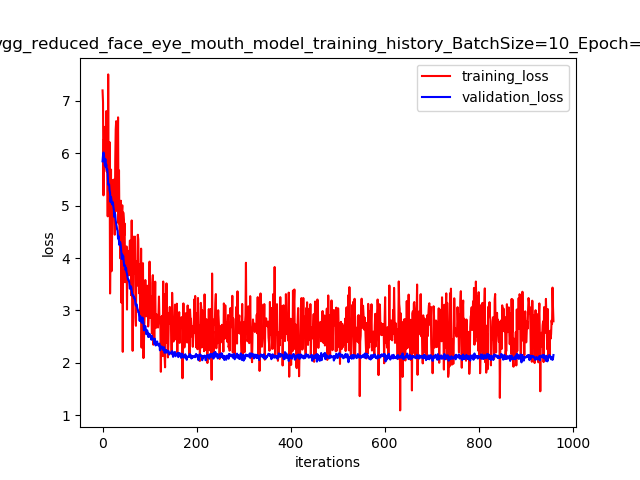 vgg_reduced_face_eye_mouth_model_training_history_BatchSize=10_Epoch=
training_loss
validation_loss
7
6
5
4
3
2
1
loss
0
200
400
600
800
1000
iterations